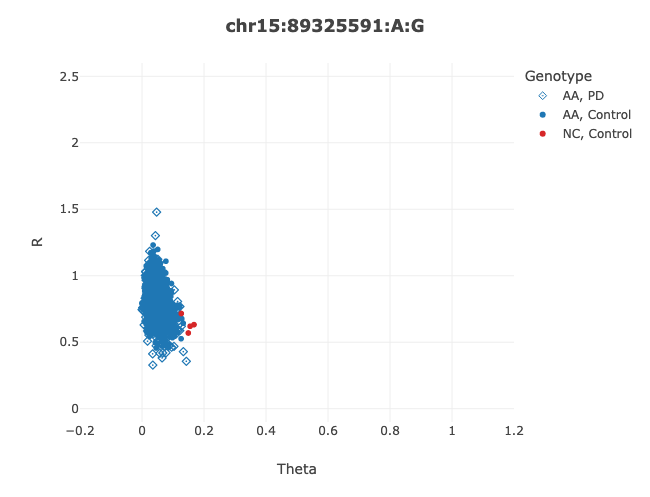 chr15:89325591:A:G
Genotype
AA, PD
AA, Control
NC, Control
2.5
2
1.5
1
0.5
0
R
−0.2 0 0.2 0.4 0.6 0.8 1 1.2
Theta